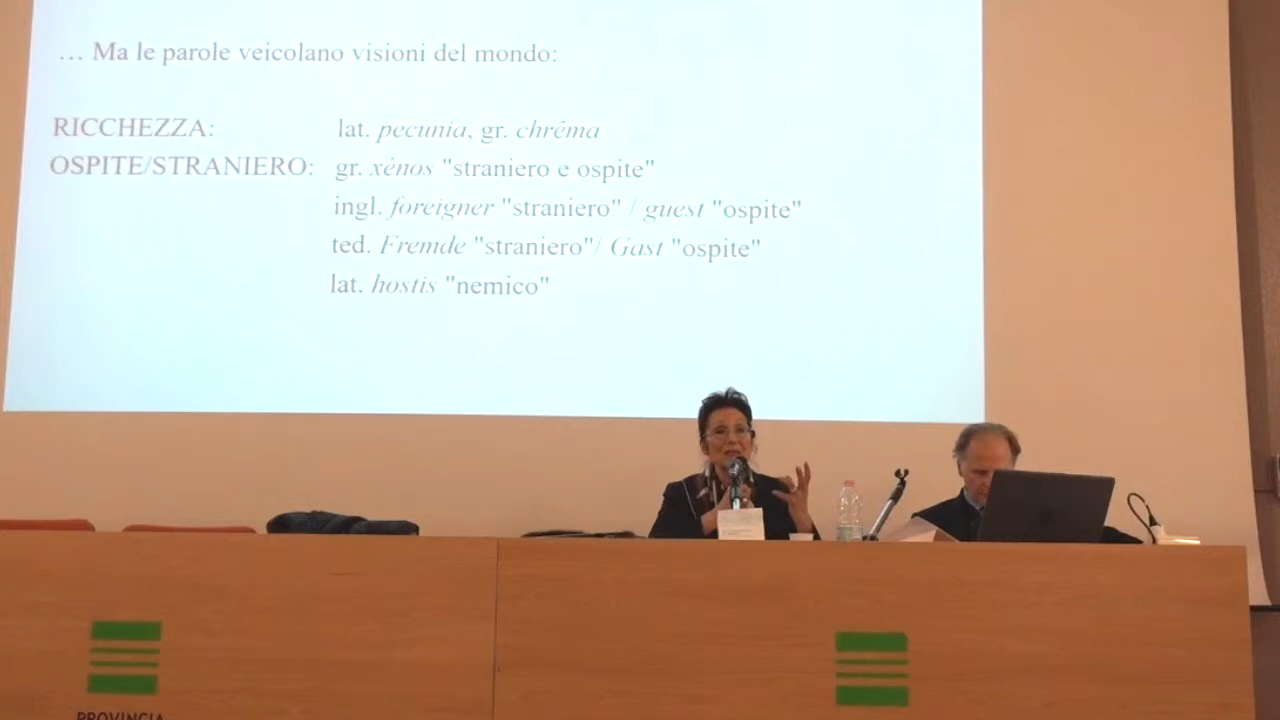 … Ma le parole veicolano visioni del mondo:
RICCHEZZA: lat. pecunia, gr. chrêma
OSPITE/STRANIERO: gr. xénos "straniero e ospite"
ingl. foreigner "straniero" / guest "ospite"
ted. Fremde "straniero"/ Gast "ospite"
lat. hostis "nemico"
PROVINCIA